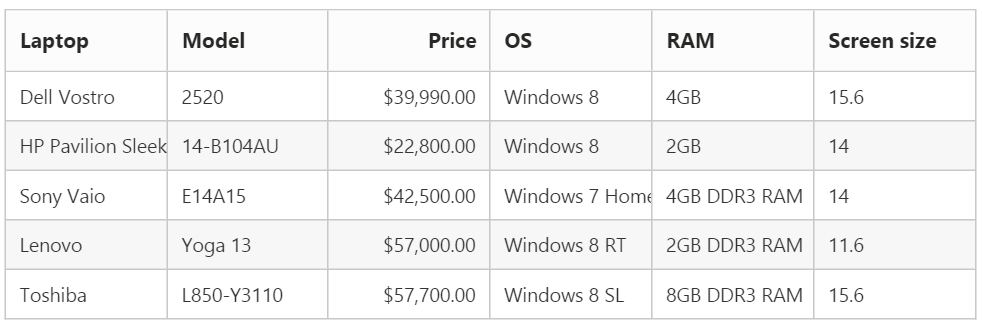 Laptop Model Price OS RAM Screen size
Dell Vostro 2520 $39,990.00 Windows 8 4GB 15.6
HP Pavilion Sleek 14-B104AU $22,800.00 Windows 8 2GB 14
Sony Vaio E14A15 $42,500.00 Windows 7 Home 4GB DDR3 RAM 14
Lenovo Yoga 13 $57,000.00 Windows 8 RT 2GB DDR3 RAM 11.6
Toshiba L850-Y3110 $57,700.00 Windows 8 SL 8GB DDR3 RAM 15.6